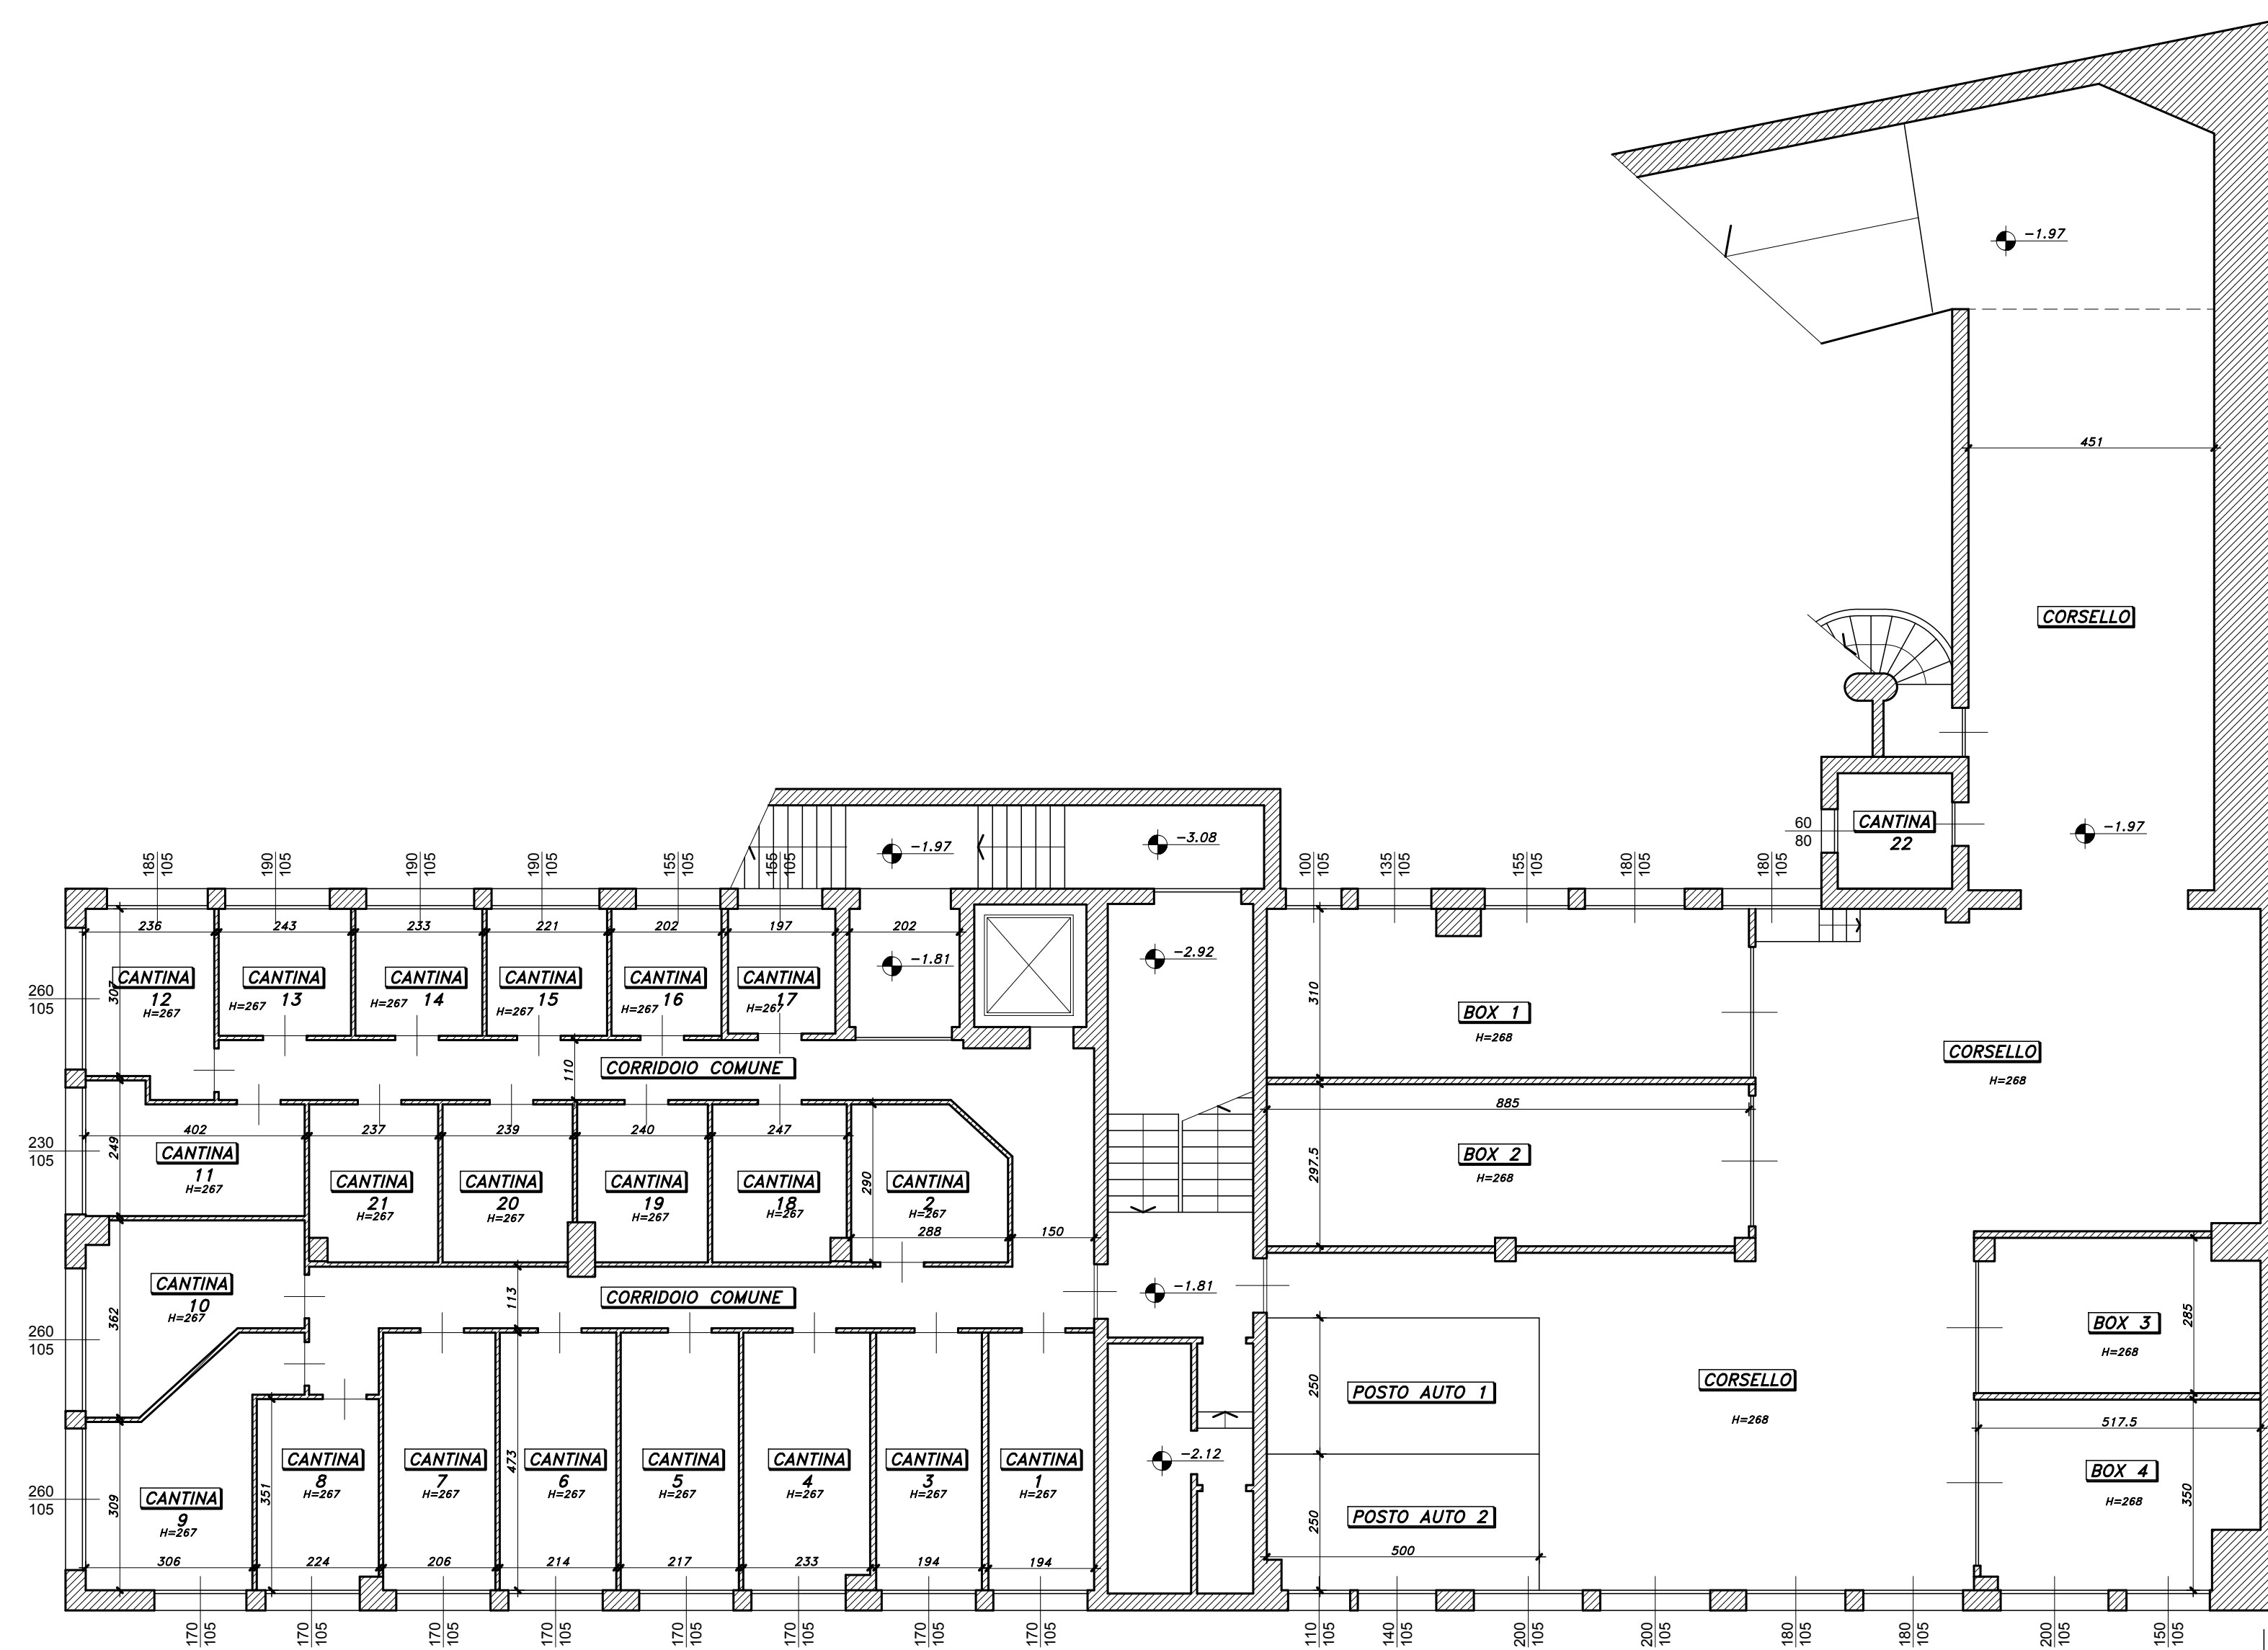 -1.97
451
CORSELLO
-1.97
-3.08
-1.97
60
80
CANTINA
22
185
105
190
105
190
105
190
105
155
105
155
105
100
105
135
105
155
105
180
105
180
105
236
243
233
221
202
197
202
-1.81
-2.92
260
105
307
CANTINA
12
H=267
CANTINA
13
H=267
CANTINA
14
H=267
CANTINA
15
H=267
CANTINA
16
H=267
CANTINA
17
H=267
310
BOX 1
H=268
CORSELLO
H=268
110
CORRIDOIO COMUNE
885
230
105
249
402
237
239
240
247
CANTINA
11
H=267
CANTINA
21
H=267
CANTINA
20
H=267
CANTINA
19
H=267
CANTINA
18
H=267
290
CANTINA
2
H=267
288
150
297.5
BOX 2
H=268
260
105
362
CANTINA
10
H=267
113
CORRIDOIO COMUNE
-1.81
285
BOX 3
H=268
250
POSTO AUTO 1
CORSELLO
H=268
517.5
260
105
309
CANTINA
9
H=267
351
CANTINA
8
H=267
CANTINA
7
H=267
473
CANTINA
6
H=267
CANTINA
5
H=267
CANTINA
4
H=267
CANTINA
3
H=267
CANTINA
1
H=267
-2.12
250
POSTO AUTO 2
500
BOX 4
H=268
350
306
224
206
214
217
233
194
194
170
105
170
105
170
105
170
105
170
105
170
105
170
105
170
105
110
105
140
105
200
105
200
105
180
105
180
105
200
105
150
105